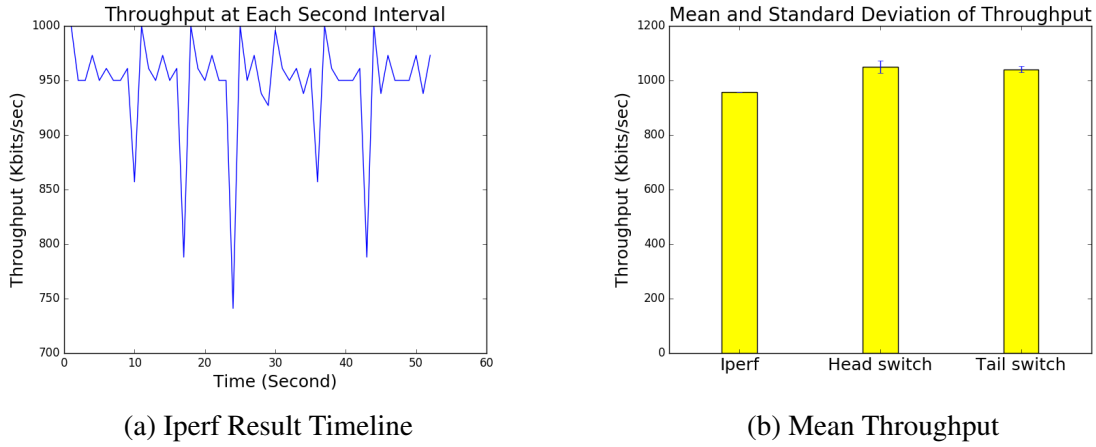 Throughput at Each Second Interval
1000
950
900
850
800
750
700
0 10 20 30 40 50 60
Throughput (Kbits/sec)
Time (Second)
(a) Iperf Result Timeline
Mean and Standard Deviation of Throughput
1200
1000
800
600
400
200
0
Throughput (Kbits/sec)
Iperf Head switch Tail switch
(b) Mean Throughput